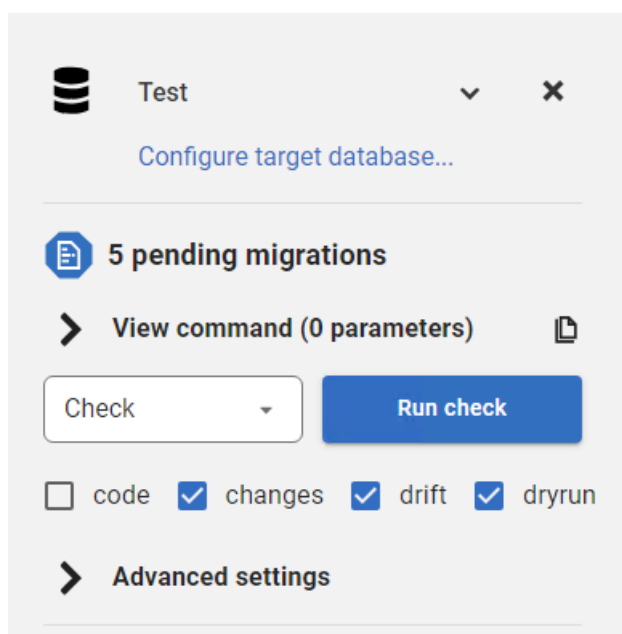 Test
Configure target database...
5 pending migrations
View command (0 parameters)
Check Run check
code changes drift dryrun
Advanced settings